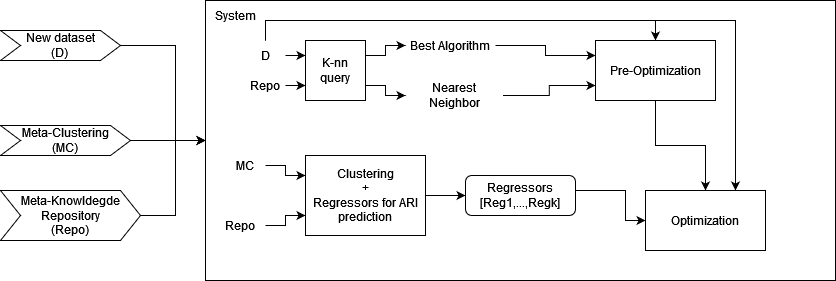 System
New dataset
(D)
D
Repo
K-nn
query
Best Algorithm
Nearest
Neighbor
Pre-Optimization
Meta-Clustering
(MC)
Meta-Knowldegde
Repository
(Repo)
MC
Repo
Clustering
+
Regressors for ARI
prediction
Regressors
[Reg1,...,Regk]
Optimization